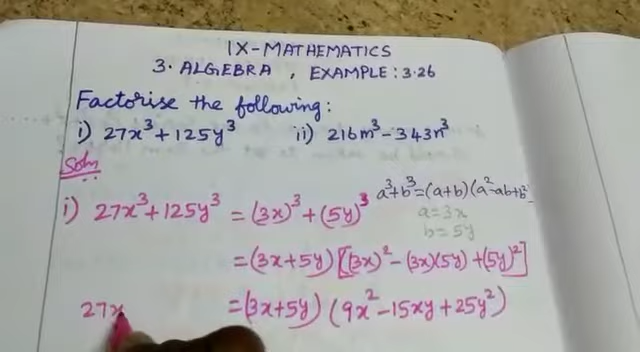 IX-MATHEMATICS
3. ALGEBRA , EXAMPLE: 3.26
Factorise the following:
i) 27x³+125y³ ii) 216m³-343n³
Soln
a³+b³=(a+b)(a²-ab+b²
i) 27x³+125y³ = (3x)³+(5y)³
a=3x
b=5y
=(3x+5y)[(3x)²-(3x)(5y)+(5y)²]
27x =(3x+5y)(9x²-15xy+25y²)